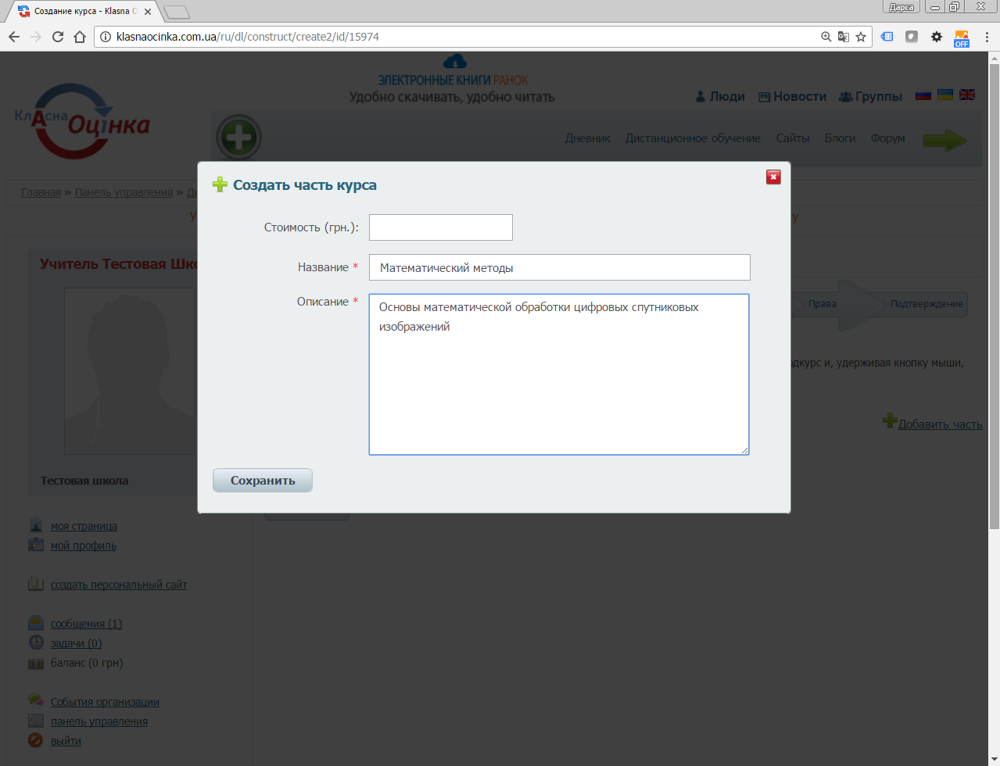 Создание курса - Klasna O
Дарса
klasnaocinka.com.ua/ru/dl/construct/create2/id/15974
OFF
ЭЛЕКТРОННЫЕ КНИГИ РАНОК
Удобно скачивать, удобно читать
КлАсна
Оцінка
Люди
Новости
Группы
Дневник
Дистанционное обучение
Сайты
Блоги
Форум
Главная » Панель управления »
У
у
Создать часть курса
Стоимость (грн.):
Название *
Математический методы
Описание *
Основы математической обработки цифровых спутниковых
изображений
Сохранить
Учитель Тестовая Шк
Права
Подтверждение
дкурс и, удерживая кнопку мыши,
Добавить часть
Тестовая школа
моя страница
мой профиль
создать персональный сайт
сообщения (1)
задачи (0)
баланс (0 грн)
События организации
панель управления
выйти